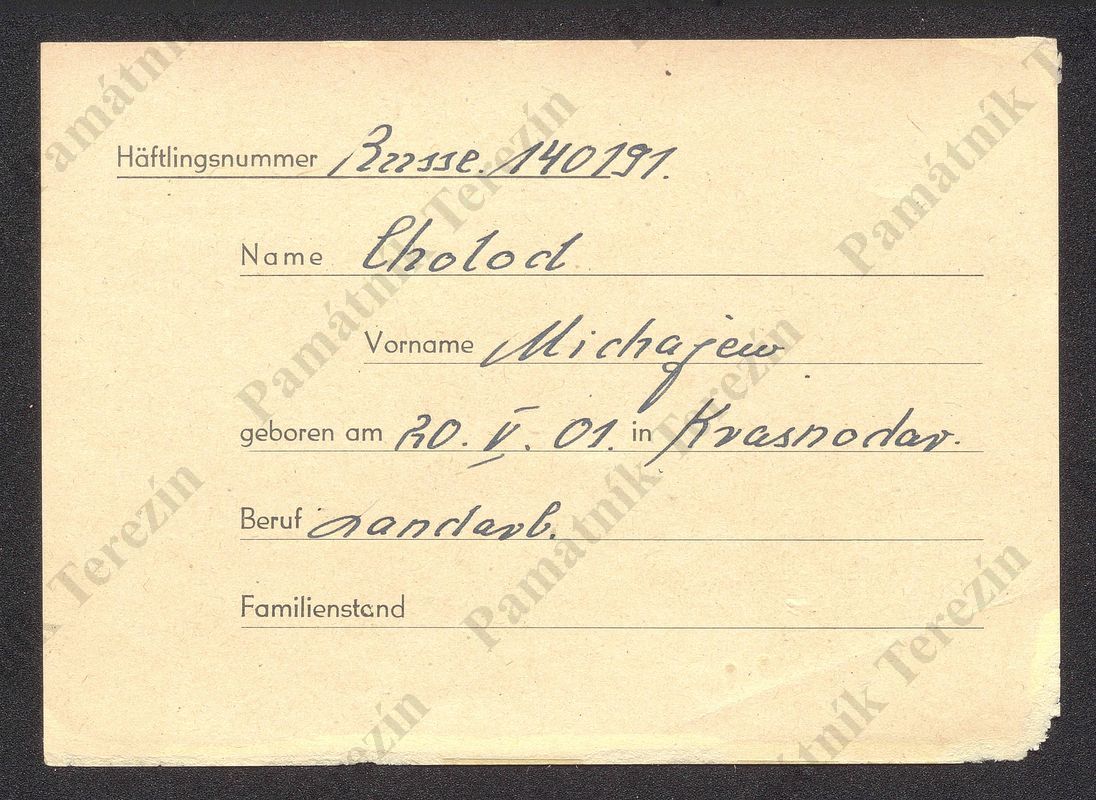 Häftlingsnummer Russe. 140191.
Name Cholod
Vorname Michajew
geboren am 20. V. 01. in Krasnodar.
Beruf Landarb.
Familienstand
Památník Terezín